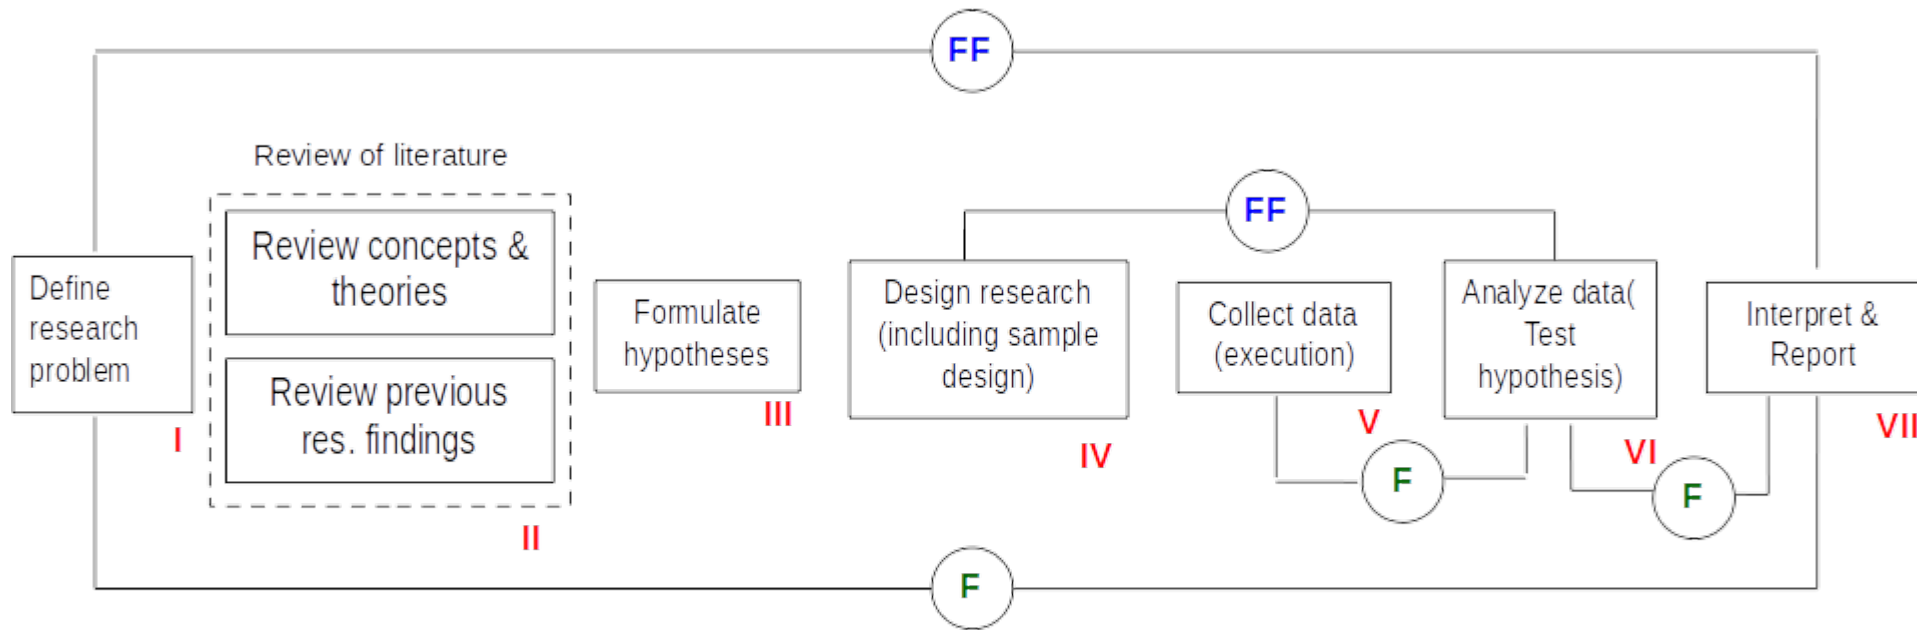 FF
Review of literature
FF
Define
research
problem
I
Review concepts &
theories
Review previous
res. findings
II
Formulate
hypotheses
III
Design research
(including sample
design)
IV
Collect data
(execution)
V
Analyze data(
Test
hypothesis)
VI
Interpret &
Report
VII
F
F
F